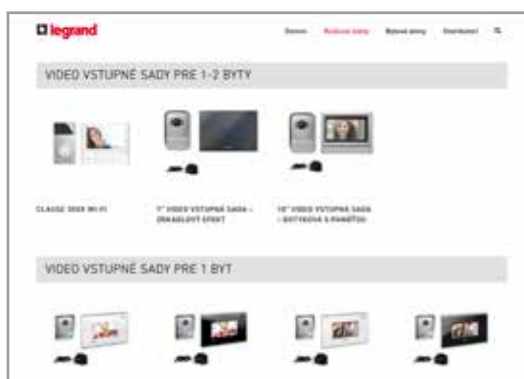 legrand
Domov Rodinné domy Bytové domy Distribútori
VIDEO VSTUPNÉ SADY PRE 1-2 BYTY
CLASSE 300X WI-FI
7" VIDEO VSTUPNÁ SADA –
ZRKADLOVÝ EFEKT
10" VIDEO VSTUPNÁ SADA
– DOTYKOVÁ S PAMÄŤOU
VIDEO VSTUPNÉ SADY PRE 1 BYT